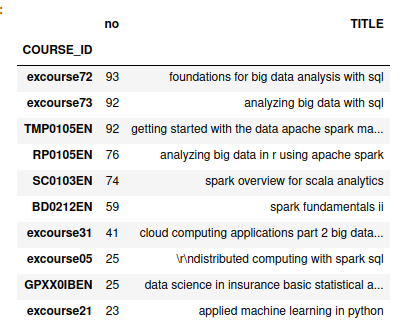 :
no TITLE
COURSE_ID
excourse72 93 foundations for big data analysis with sql
excourse73 92 analyzing big data with sql
TMP0105EN 92 getting started with the data apache spark ma...
RP0105EN 76 analyzing big data in r using apache spark
SC0103EN 74 spark overview for scala analytics
BD0212EN 59 spark fundamentals ii
excourse31 41 cloud computing applications part 2 big data...
excourse05 25 \r\ndistributed computing with spark sql
GPXX0IBEN 25 data science in insurance basic statistical a...
excourse21 23 applied machine learning in python